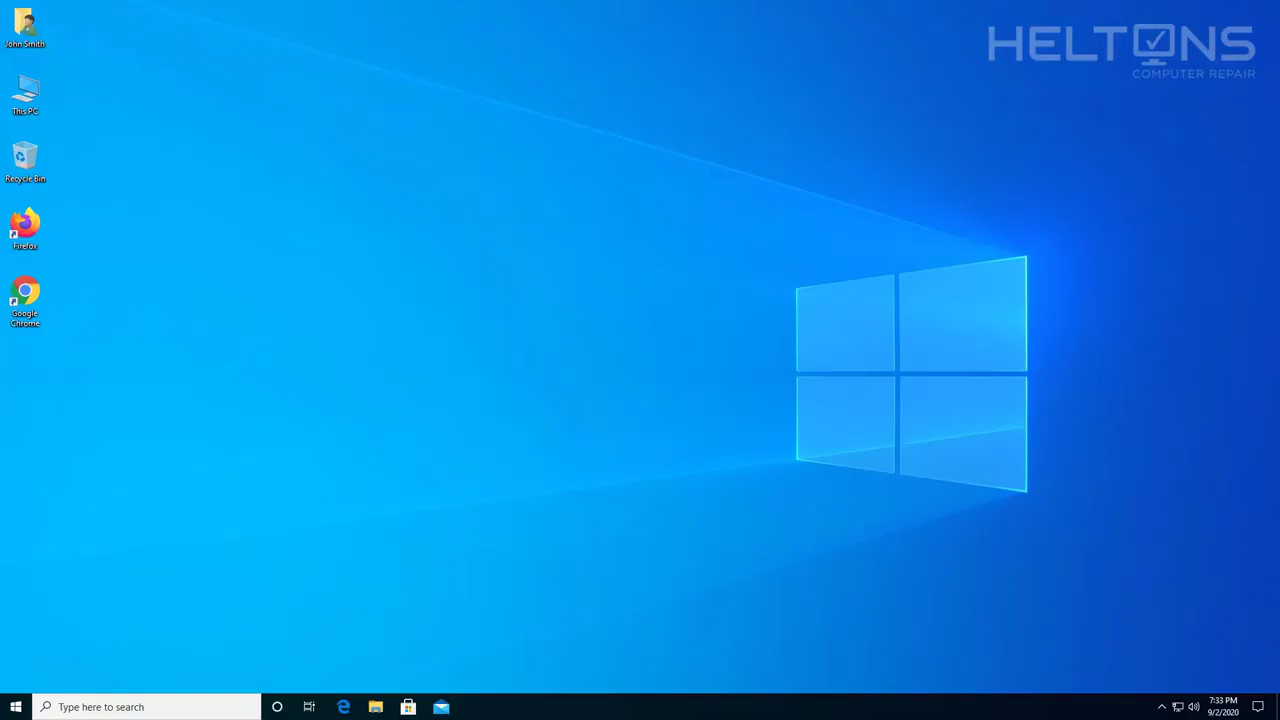 HELTONS
COMPUTER REPAIR
John Smith
This PC
Recycle Bin
Firefox
Google
Chrome
Type here to search
7:33 PM
9/2/2020